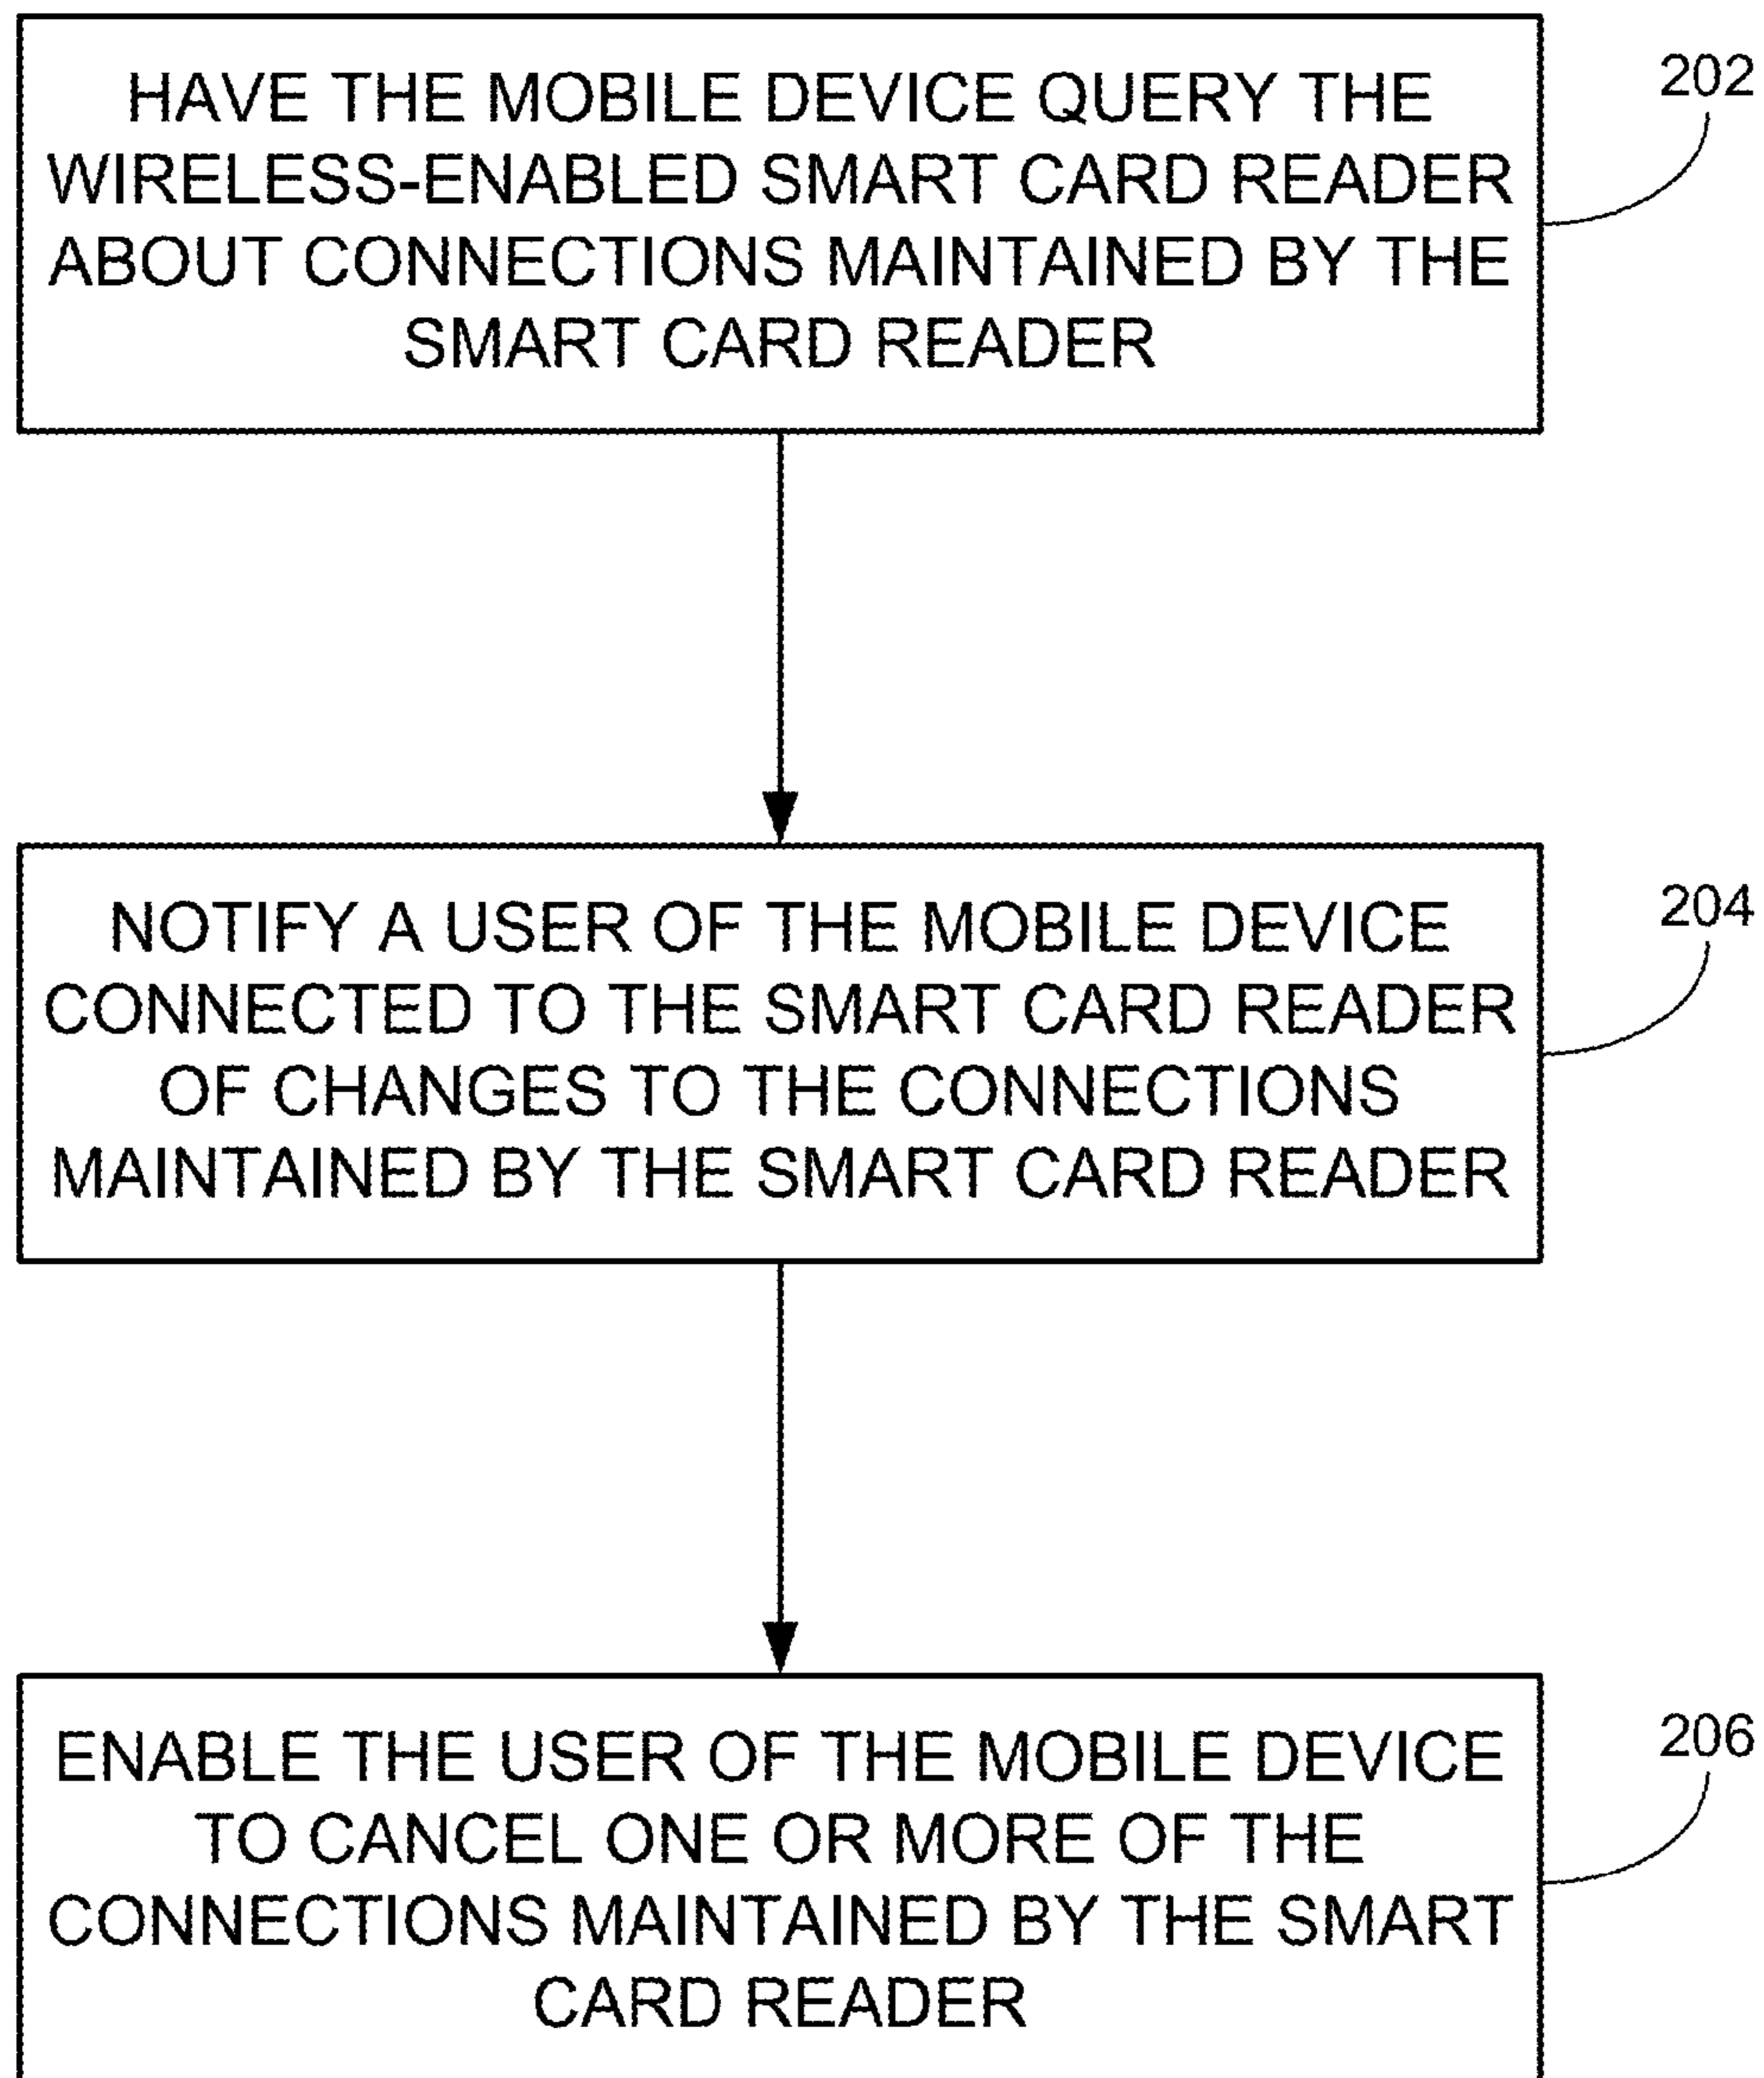 HAVE THE MOBILE DEVICE QUERY THE
WIRELESS-ENABLED SMART CARD READER
ABOUT CONNECTIONS MAINTAINED BY THE
SMART CARD READER
202
NOTIFY A USER OF THE MOBILE DEVICE
CONNECTED TO THE SMART CARD READER
OF CHANGES TO THE CONNECTIONS
MAINTAINED BY THE SMART CARD READER
204
ENABLE THE USER OF THE MOBILE DEVICE
TO CANCEL ONE OR MORE OF THE
CONNECTIONS MAINTAINED BY THE SMART
CARD READER
206